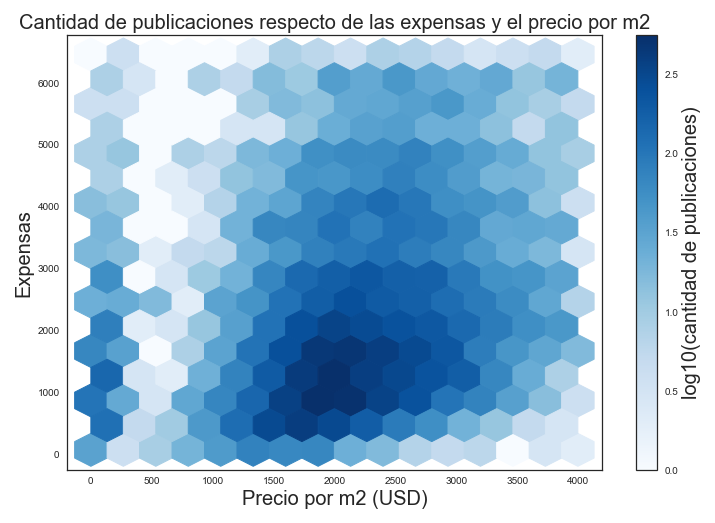 Cantidad de publicaciones respecto de las expensas y el precio por m2
Expensas
6000
5000
4000
3000
2000
1000
0
0 500 1000 1500 2000 2500 3000 3500 4000
Precio por m2 (USD)
2.5
2.0
1.5
1.0
0.5
0.0
log10(cantidad de publicaciones)